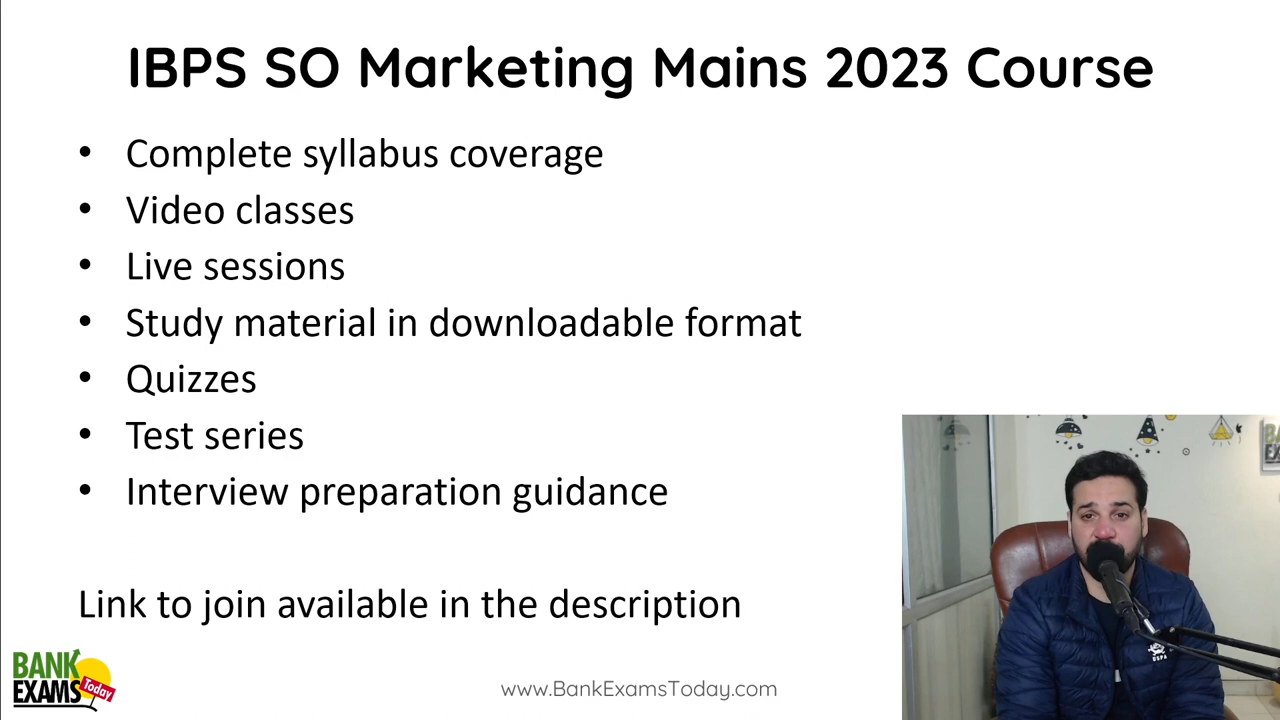 IBPS SO Marketing Mains 2023 Course
• Complete syllabus coverage
• Video classes
• Live sessions
• Study material in downloadable format
• Quizzes
• Test series
• Interview preparation guidance
Link to join available in the description
BANK
EXAMS
Today
www.BankExamsToday.com
USPA